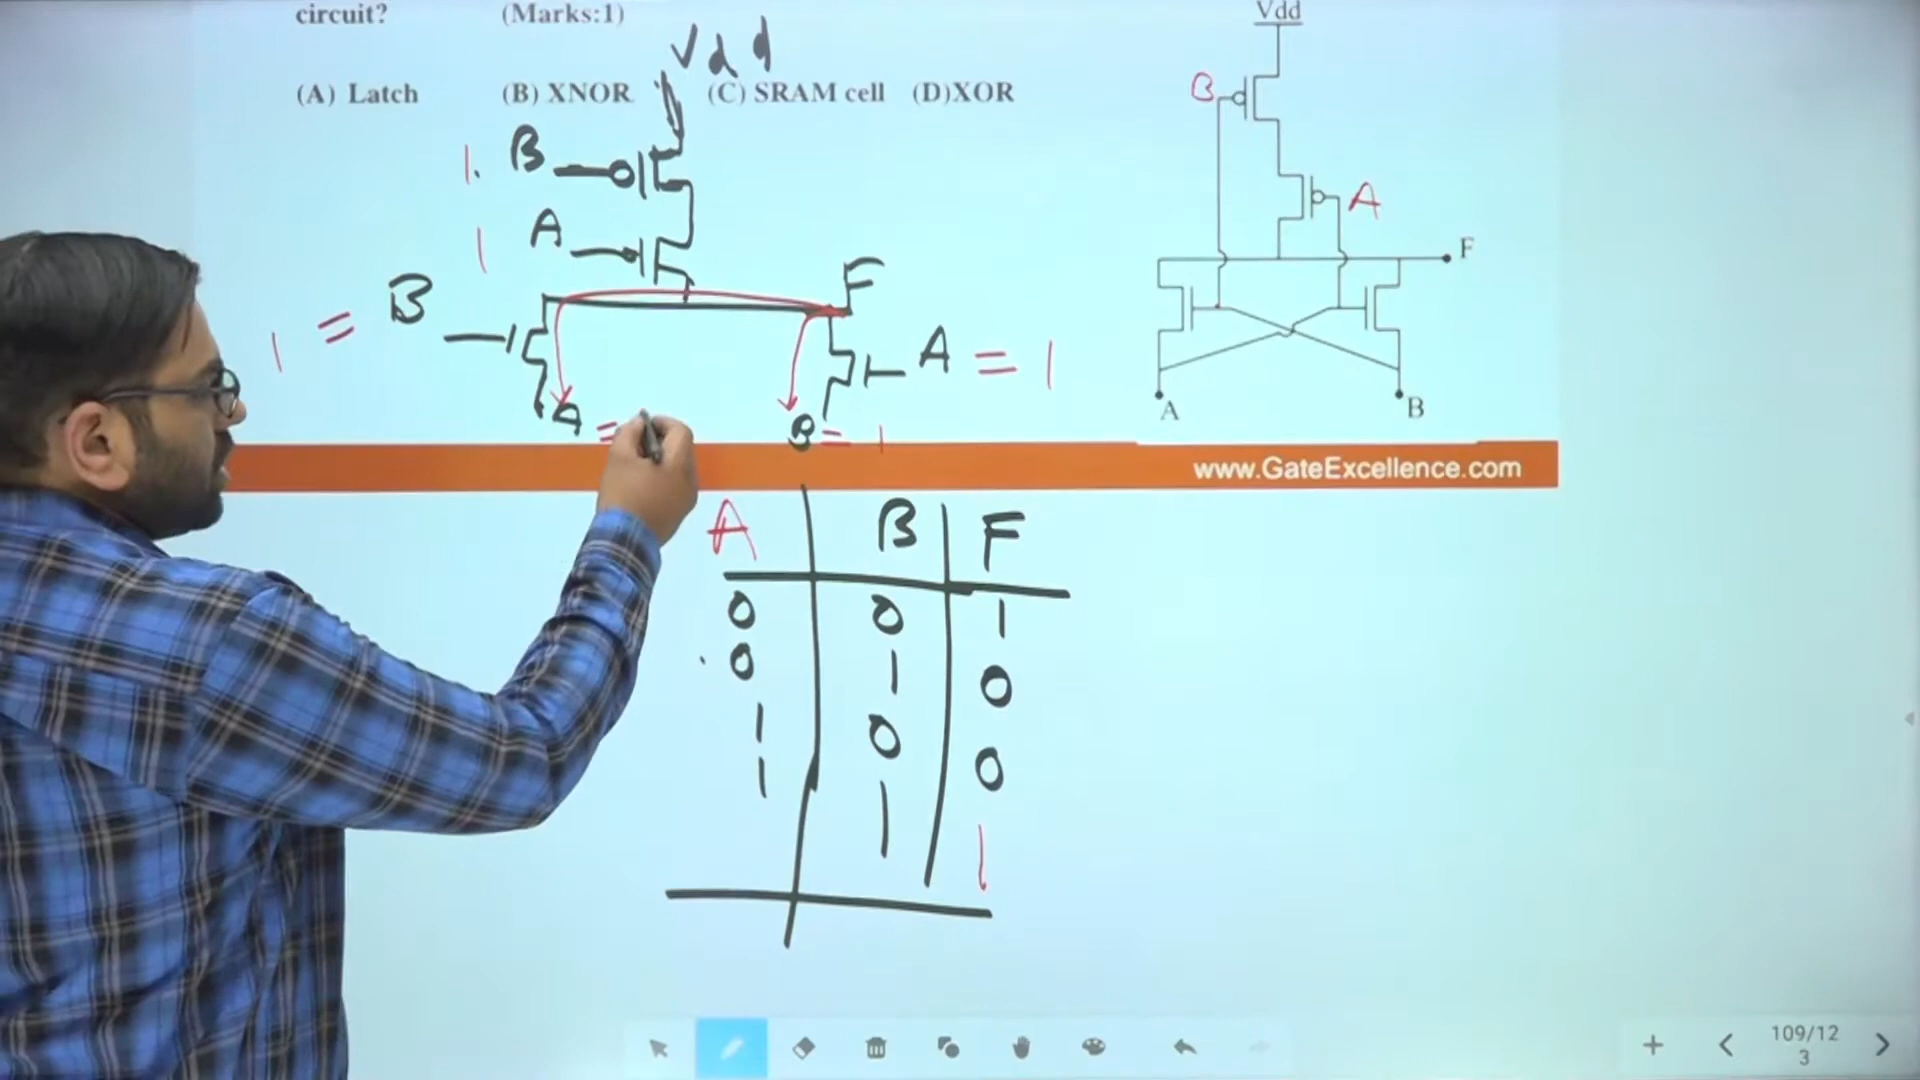 circuit? (Marks:1)
(A) Latch (B) XNOR (C) SRAM cell (D)XOR
Vdd
1. B
1 A
1 = B
F
A = 1
A =
B = 1
Vdd
B
A
F
A
B
www.GateExcellence.com
A B F
0 0 1
0 1 0
1 0 0
1 1 1
109/12
3